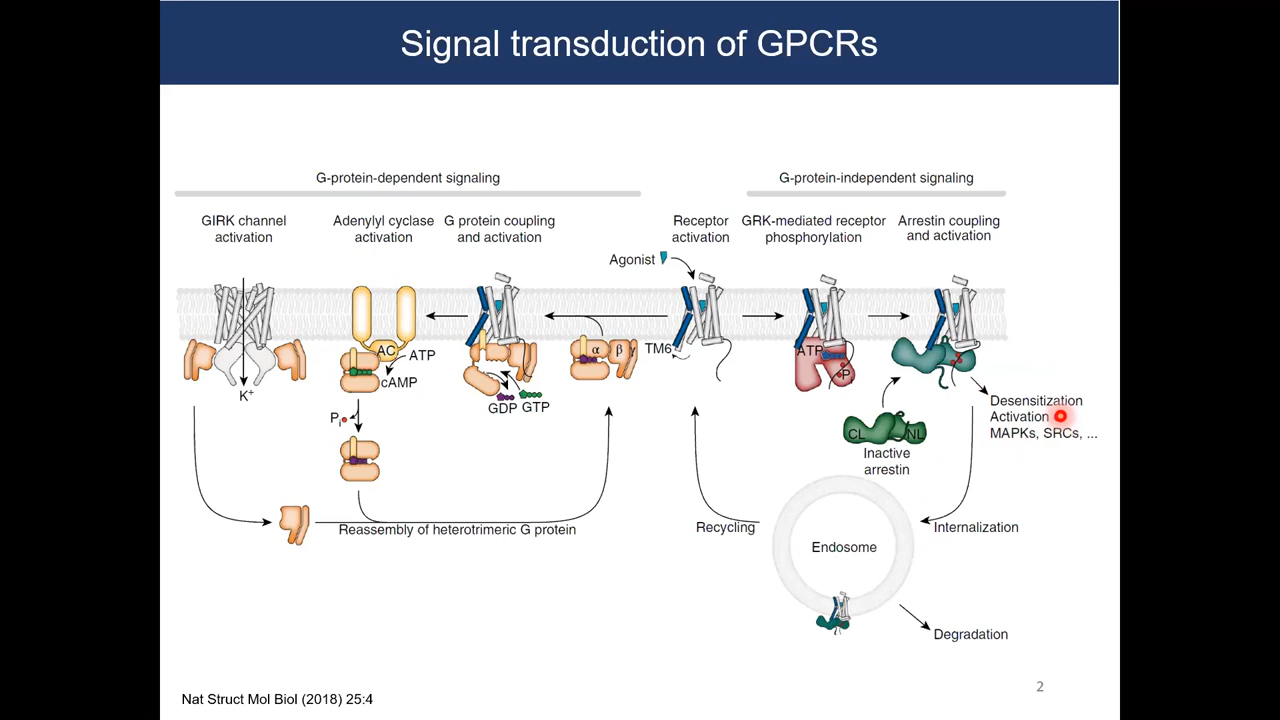 Signal transduction of GPCRs
G-protein-dependent signaling
G-protein-independent signaling
GIRK channel
activation
Adenylyl cyclase
activation
G protein coupling
and activation
Receptor
activation
GRK-mediated receptor
phosphorylation
Arrestin coupling
and activation
Agonist
AC
ATP
cAMP
K+
Pi
GDP GTP
α
β
γ
TM6
ATP
P
CL
NL
Inactive
arrestin
Desensitization
Activation
MAPKs, SRCs, ...
Reassembly of heterotrimeric G protein
Recycling
Internalization
Endosome
Degradation
Nat Struct Mol Biol (2018) 25:4
2